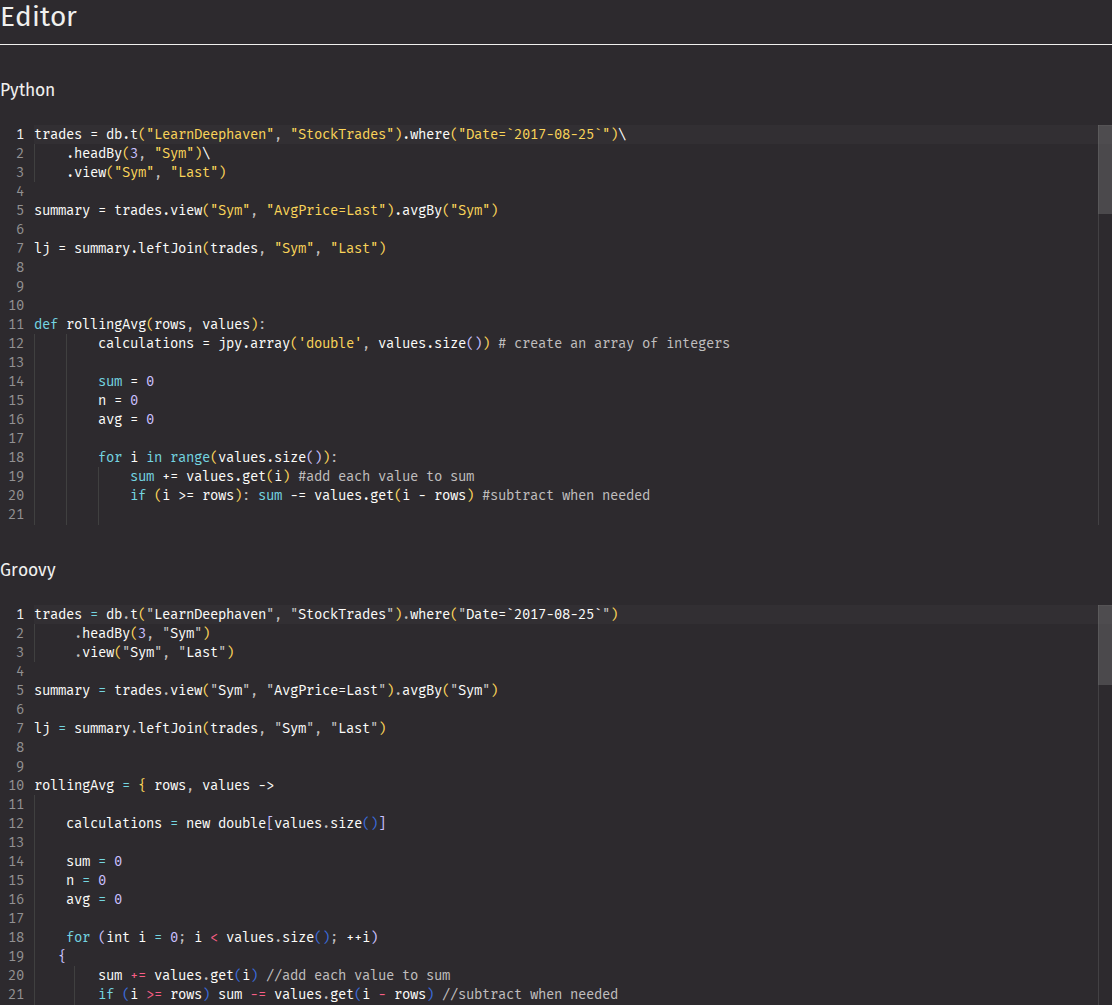 Editor
Python
1 trades = db.t("LearnDeephaven", "StockTrades").where("Date=`2017-08-25`")\
2     .headBy(3, "Sym")\
3     .view("Sym", "Last")
4
5 summary = trades.view("Sym", "AvgPrice=Last").avgBy("Sym")
6
7 lj = summary.leftJoin(trades, "Sym", "Last")
8
9
10
11 def rollingAvg(rows, values):
12         calculations = jpy.array('double', values.size()) # create an array of integers
13
14         sum = 0
15         n = 0
16         avg = 0
17
18         for i in range(values.size()):
19             sum += values.get(i) #add each value to sum
20             if (i >= rows): sum -= values.get(i - rows) #subtract when needed
21
Groovy
1 trades = db.t("LearnDeephaven", "StockTrades").where("Date=`2017-08-25`")
2      .headBy(3, "Sym")
3      .view("Sym", "Last")
4
5 summary = trades.view("Sym", "AvgPrice=Last").avgBy("Sym")
6
7 lj = summary.leftJoin(trades, "Sym", "Last")
8
9
10 rollingAvg = { rows, values ->
11
12     calculations = new double[values.size()]
13
14     sum = 0
15     n = 0
16     avg = 0
17
18     for (int i = 0; i < values.size(); ++i)
19    {
20         sum += values.get(i) //add each value to sum
21         if (i >= rows) sum -= values.get(i - rows) //subtract when needed